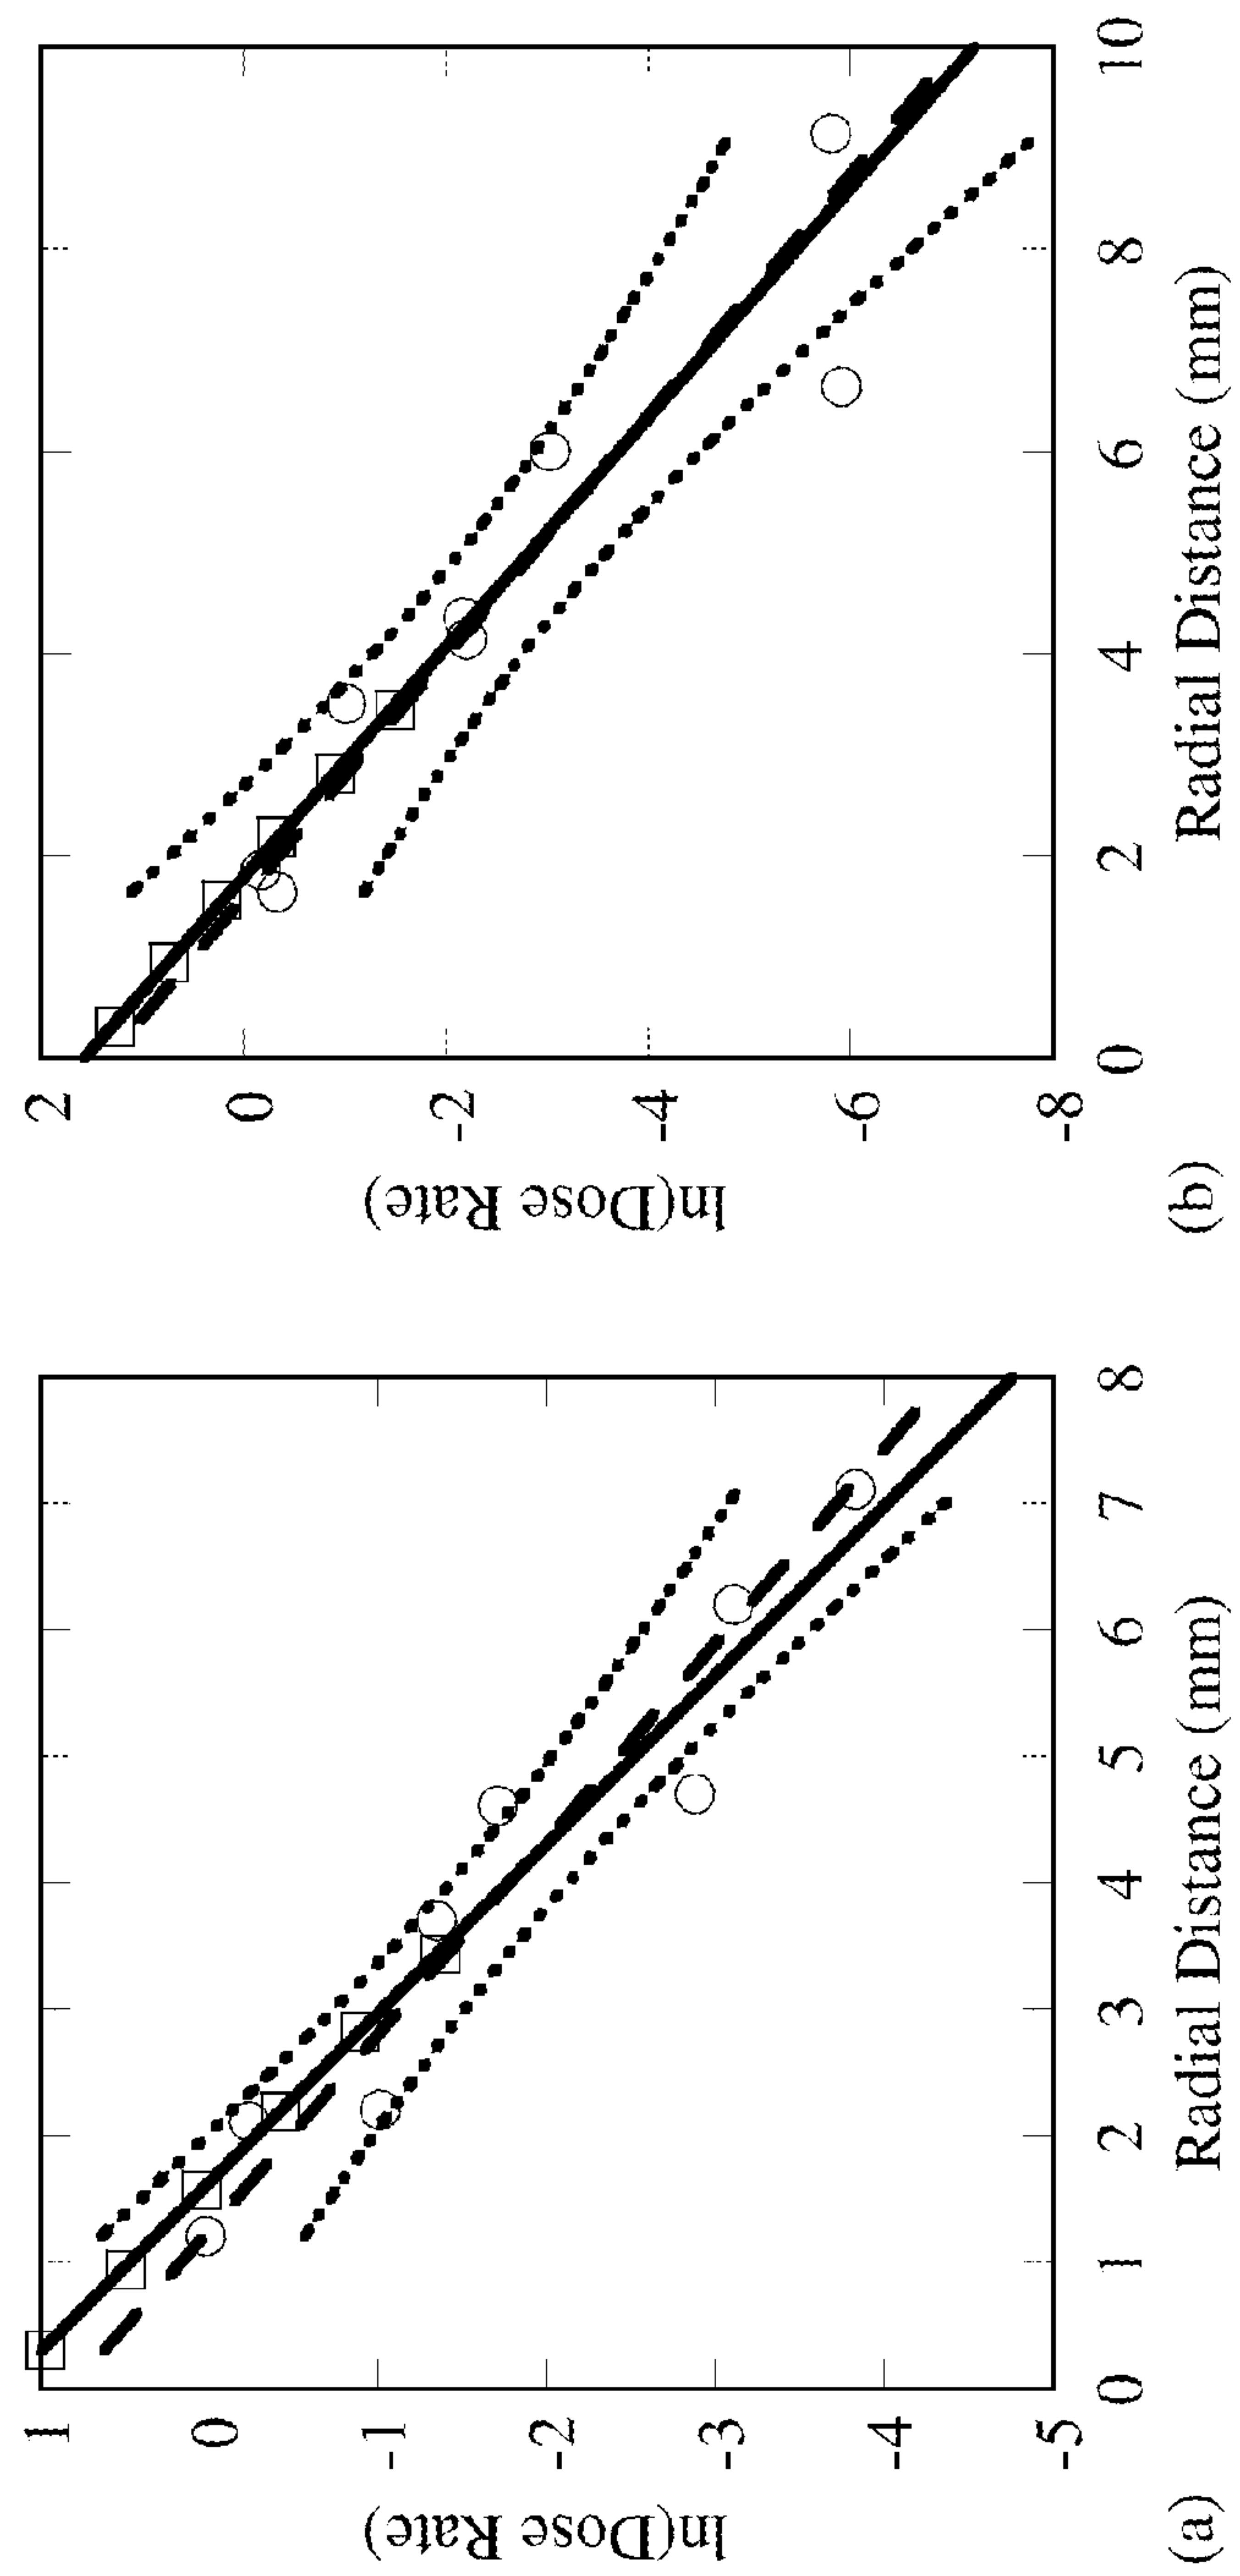 ln(Dose Rate)
1
0
-1
-2
-3
-4
-5
0 1 2 3 4 5 6 7 8
Radial Distance (mm)
(a)
ln(Dose Rate)
2
0
-2
-4
-6
-8
0 2 4 6 8 10
Radial Distance (mm)
(b)